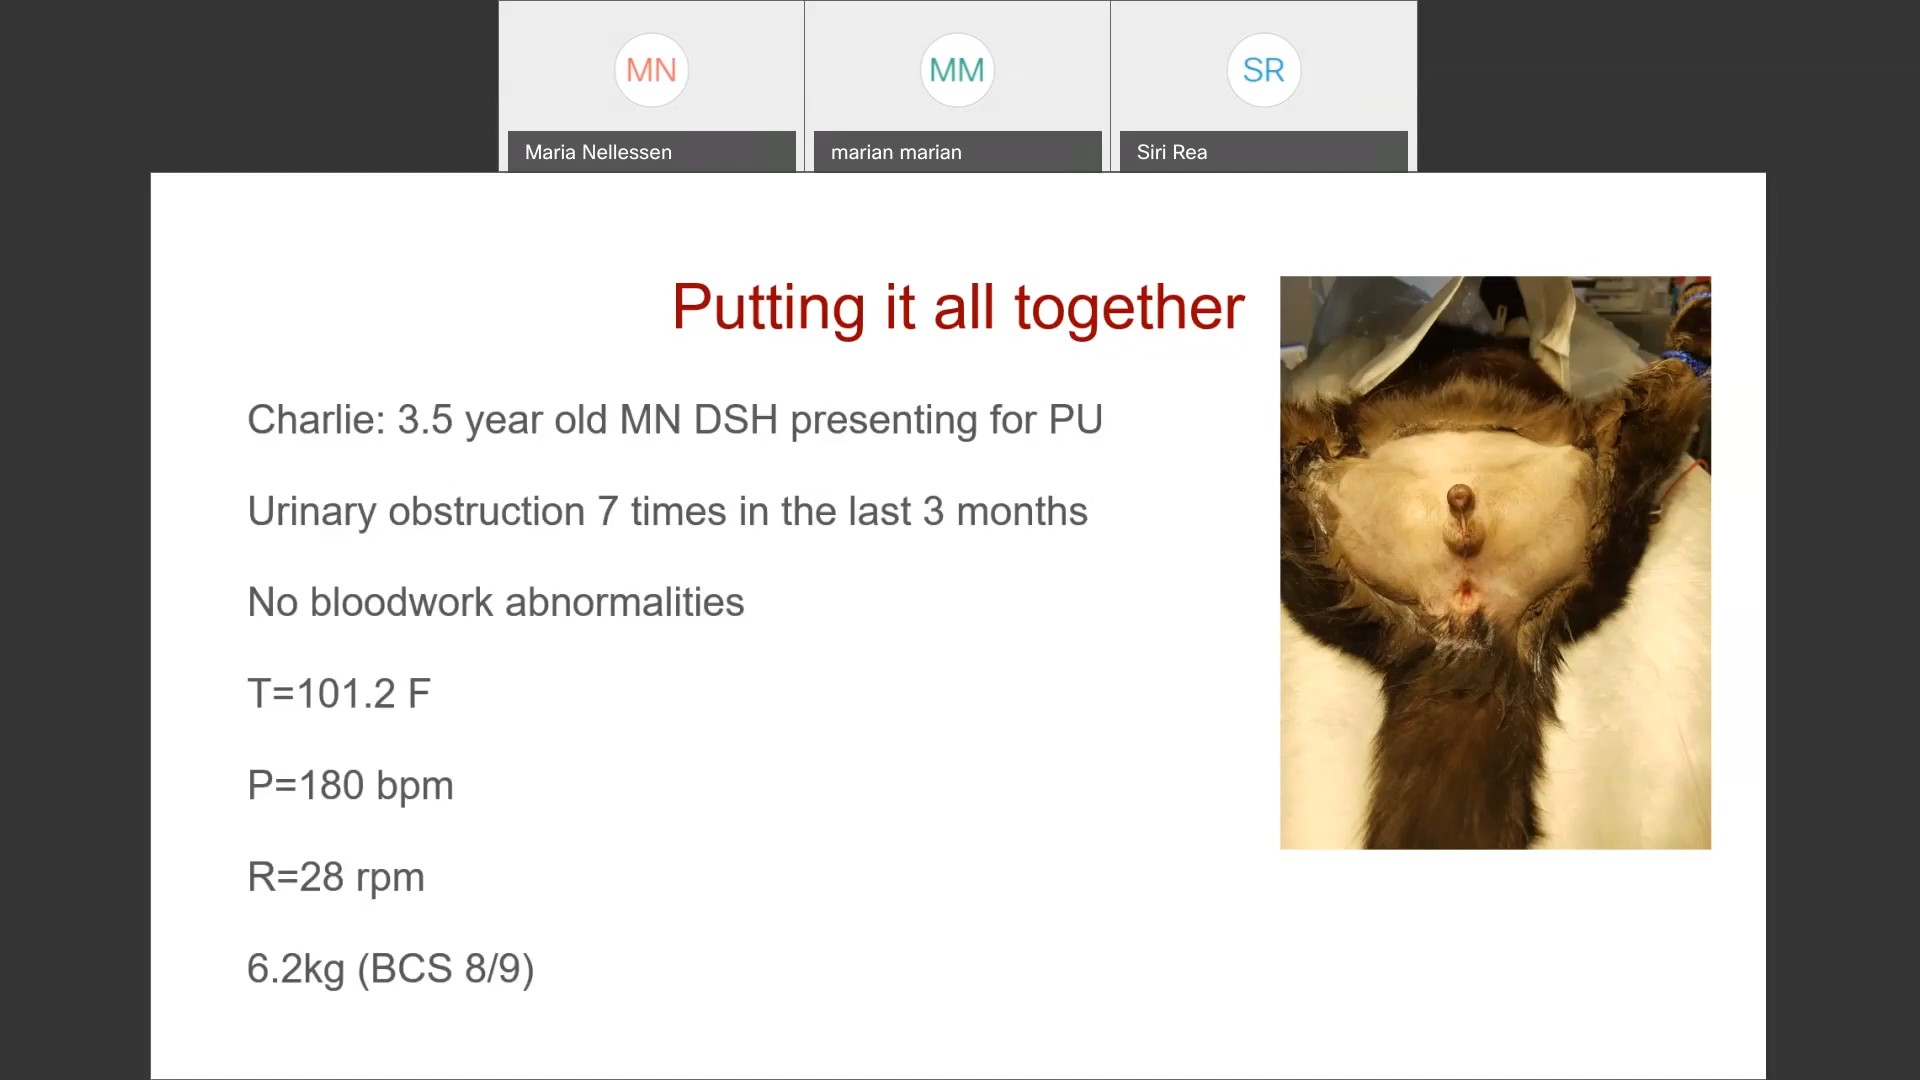 MN
MM
SR
Maria Nellessen
marian marian
Siri Rea
Putting it all together
Charlie: 3.5 year old MN DSH presenting for PU
Urinary obstruction 7 times in the last 3 months
No bloodwork abnormalities
T=101.2 F
P=180 bpm
R=28 rpm
6.2kg (BCS 8/9)